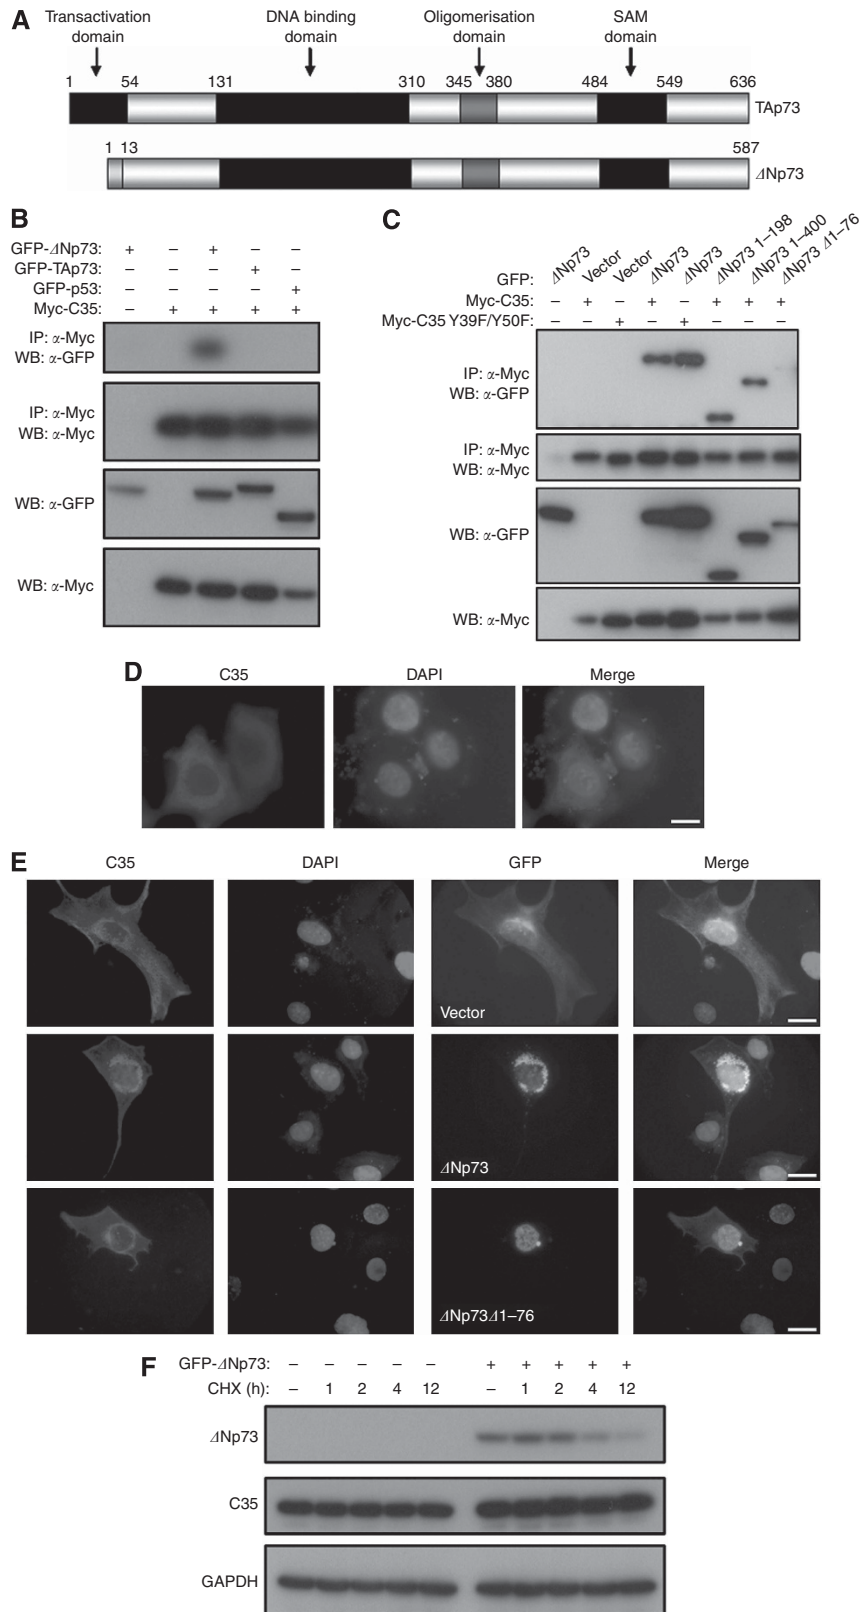 A
Transactivation domain
DNA binding domain
Oligomerisation domain
SAM domain
1 54 131 310 345 380 484 549 636
TAp73
1 13 587
ΔNp73
B
GFP-ΔNp73: + – + – –
GFP-TAp73: – – – + –
GFP-p53: – – – – +
Myc-C35: – + + + +
IP: α-Myc
WB: α-GFP
IP: α-Myc
WB: α-Myc
WB: α-GFP
WB: α-Myc
C
GFP: ΔNp73 Vector Vector ΔNp73 ΔNp73 ΔNp73 1–198 ΔNp73 1–400 ΔNp73 Δ1–76
Myc-C35: – + – + – + + +
Myc-C35 Y39F/Y50F: – – + – + – – –
IP: α-Myc
WB: α-GFP
IP: α-Myc
WB: α-Myc
WB: α-GFP
WB: α-Myc
D
C35 DAPI Merge
E
C35 DAPI GFP Merge
Vector
ΔNp73
ΔNp73Δ1–76
F
GFP-ΔNp73: – – – – – + + + + +
CHX (h): – 1 2 4 12 – 1 2 4 12
ΔNp73
C35
GAPDH